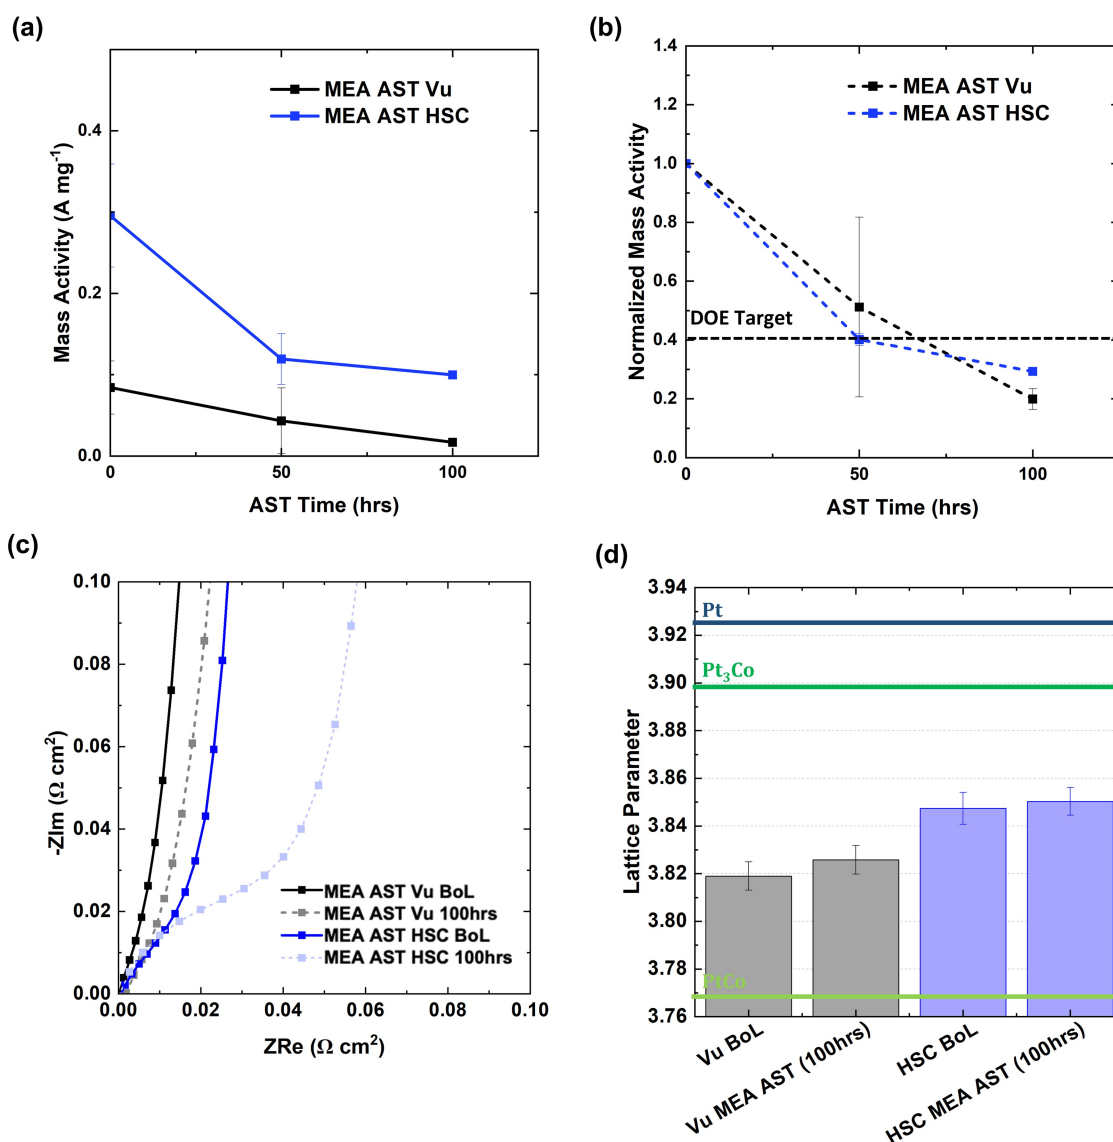 (a)
MEA AST Vu
MEA AST HSC
0.4
0.2
0.0
0
50
100
Mass Activity (A mg-1)
AST Time (hrs)
(b)
MEA AST Vu
MEA AST HSC
DOE Target
1.4
1.2
1.0
0.8
0.6
0.4
0.2
0.0
0
50
100
Normalized Mass Activity
AST Time (hrs)
(c)
0.10
0.08
0.06
0.04
0.02
0.00
0.00
0.02
0.04
0.06
0.08
0.10
-ZIm (Ω cm2)
MEA AST Vu BoL
MEA AST Vu 100hrs
MEA AST HSC BoL
MEA AST HSC 100hrs
ZRe (Ω cm2)
(d)
3.94
3.92
3.90
3.88
3.86
3.84
3.82
3.80
3.78
3.76
Lattice Parameter
Pt
Pt3Co
PtCo
Vu BoL
Vu MEA AST (100hrs)
HSC BoL
HSC MEA AST (100hrs)